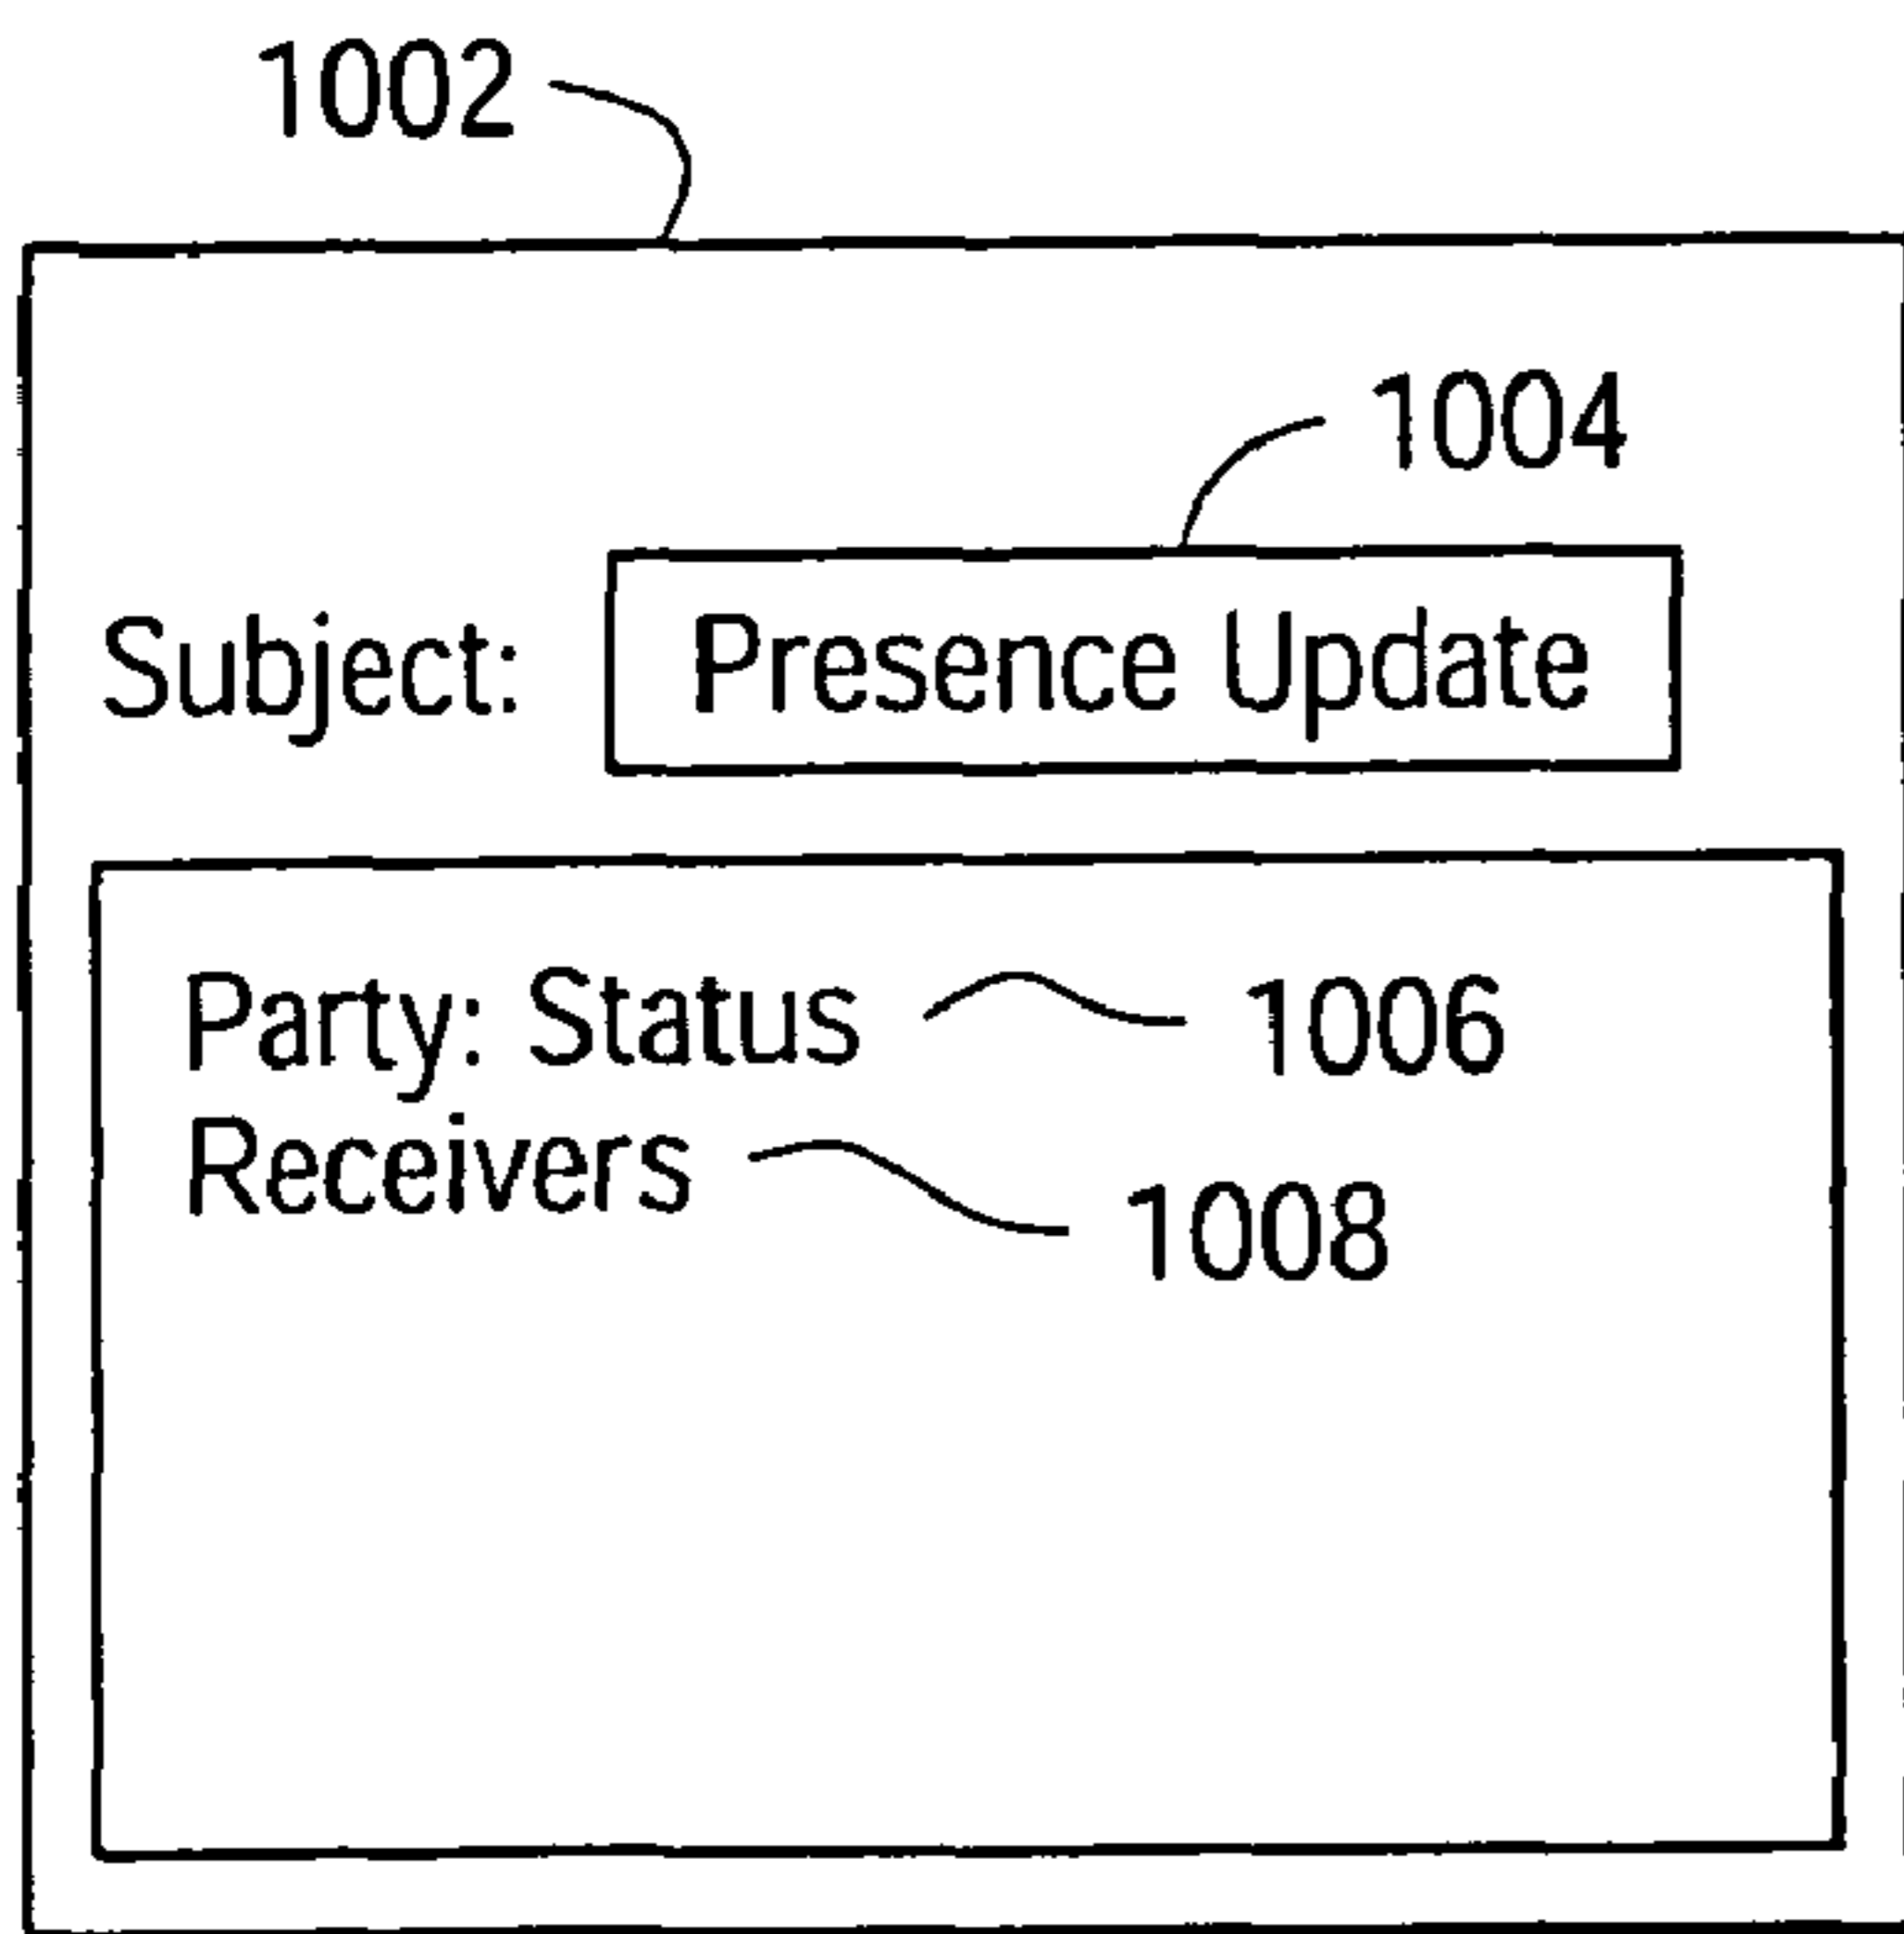 1002
1004
Subject: Presence Update
Party: Status 1006
Receivers 1008